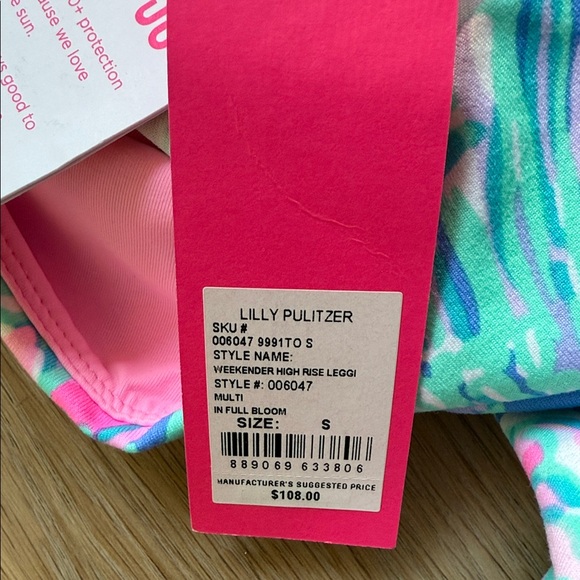 0+ protection
cause we love
e sun.
s good to
LILLY PULITZER
SKU #
006047 9991TO S
STYLE NAME:
WEEKENDER HIGH RISE LEGGI
STYLE #: 006047
MULTI
IN FULL BLOOM
SIZE: S
889069 633806
MANUFACTURER'S SUGGESTED PRICE
$108.00